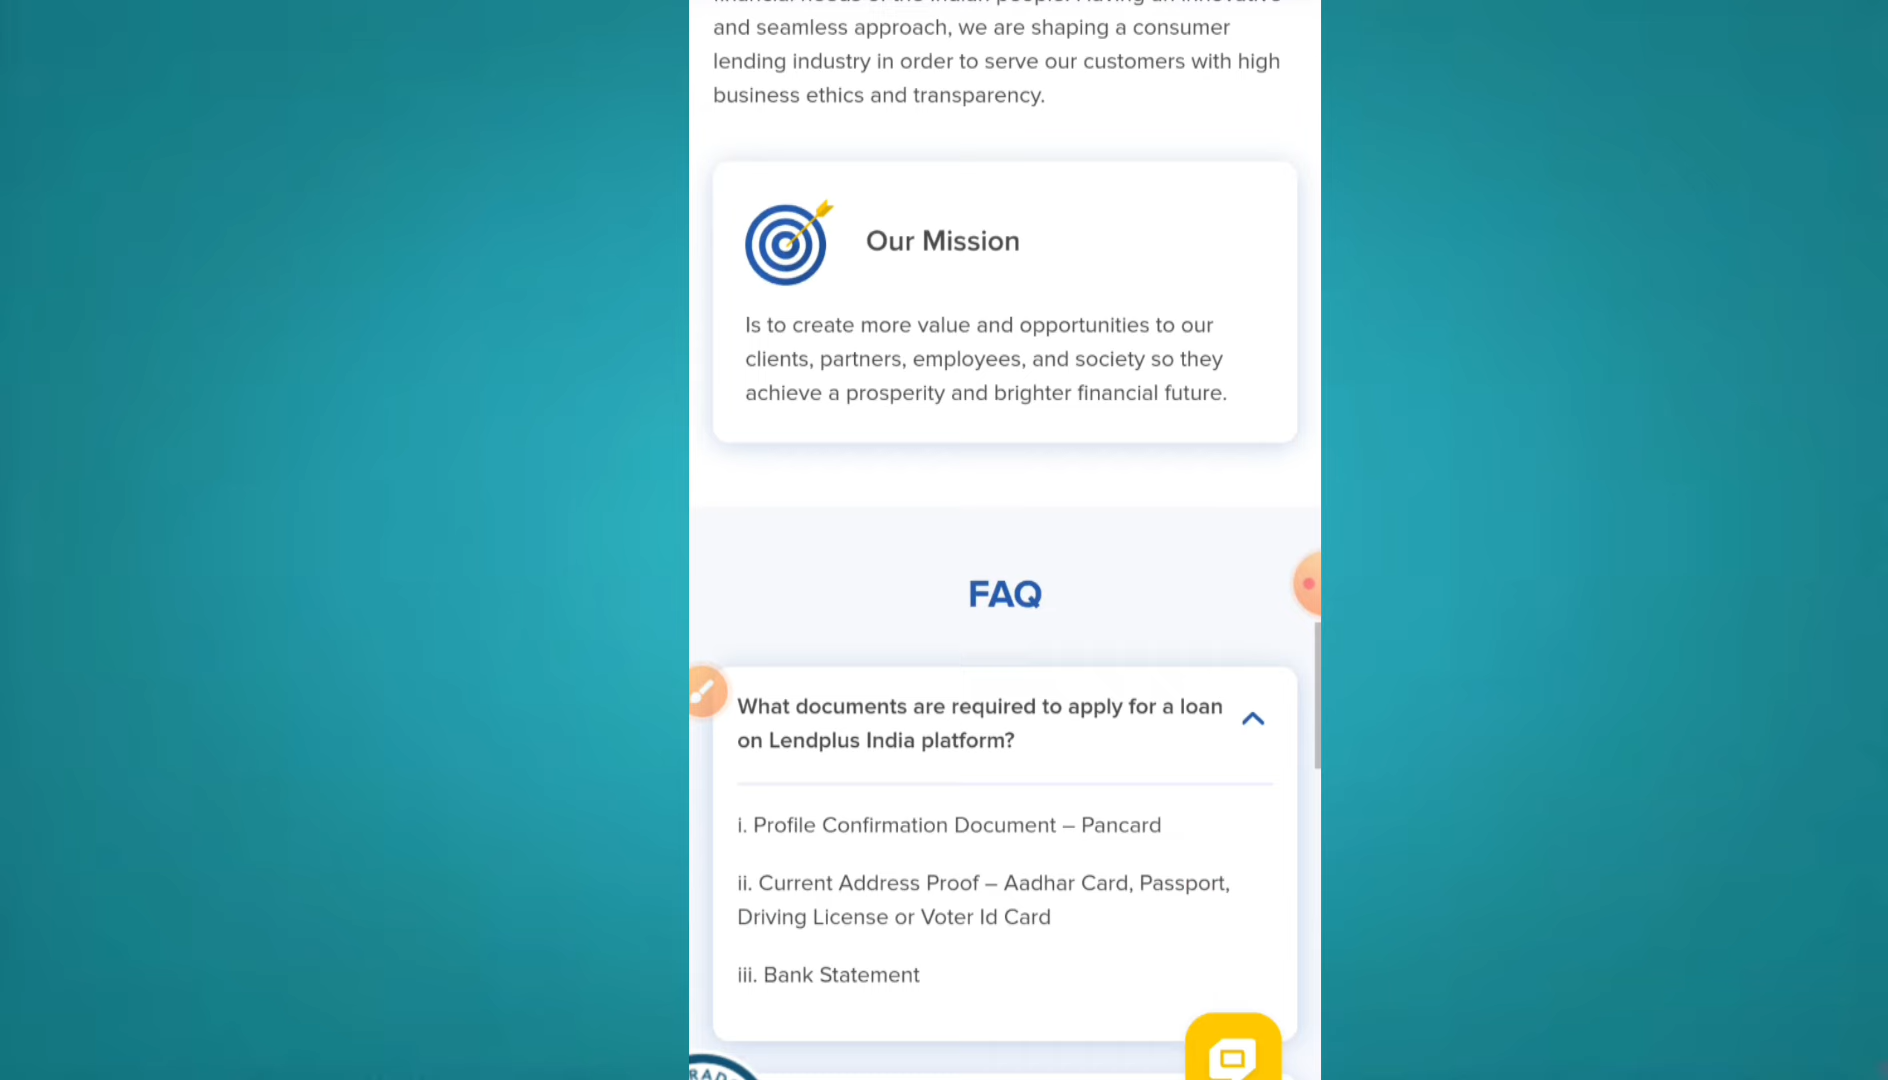 and seamless approach, we are shaping a consumer
lending industry in order to serve our customers with high
business ethics and transparency.
Our Mission
Is to create more value and opportunities to our
clients, partners, employees, and society so they
achieve a prosperity and brighter financial future.
FAQ
What documents are required to apply for a loan
on Lendplus India platform?
i. Profile Confirmation Document – Pancard
ii. Current Address Proof – Aadhar Card, Passport,
Driving License or Voter Id Card
iii. Bank Statement